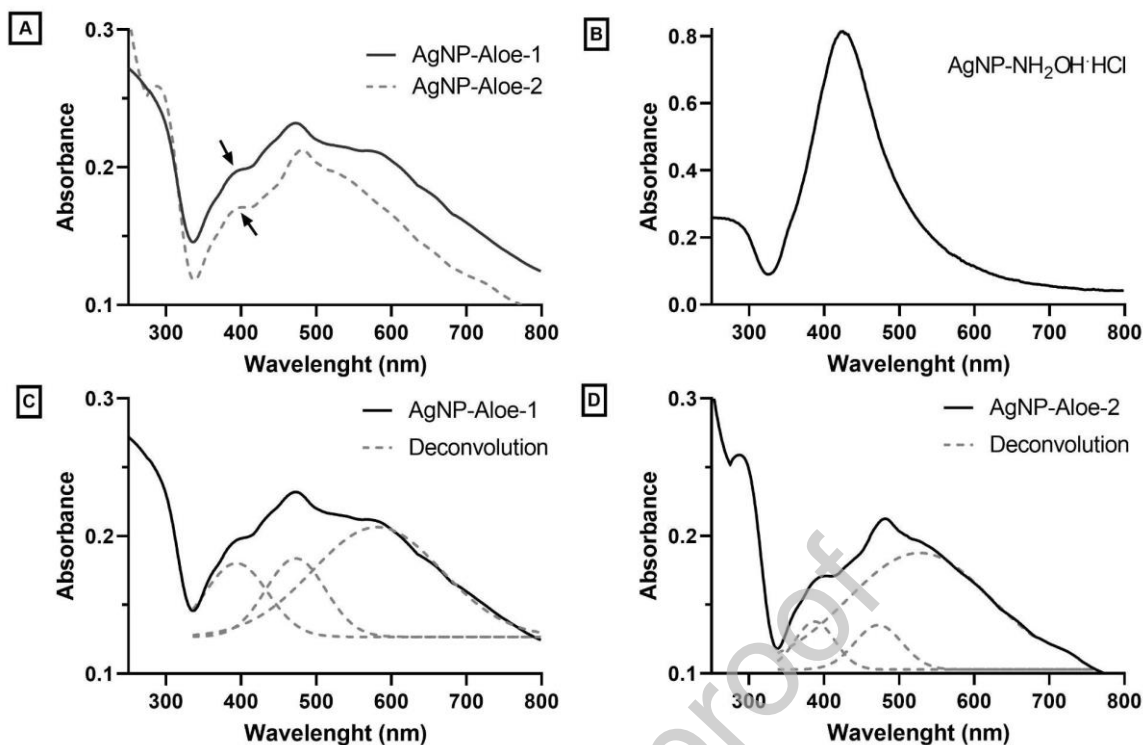 A
0.3
0.2
0.1
Absorbance
AgNP-Aloe-1
AgNP-Aloe-2
300 400 500 600 700 800
Wavelenght (nm)
B
0.8
0.6
0.4
0.2
0.0
Absorbance
AgNP-NH₂OH·HCl
300 400 500 600 700 800
Wavelenght (nm)
C
0.3
0.2
0.1
Absorbance
AgNP-Aloe-1
Deconvolution
300 400 500 600 700 800
Wavelenght (nm)
D
0.3
0.2
0.1
Absorbance
AgNP-Aloe-2
Deconvolution
300 400 500 600 700 800
Wavelenght (nm)
proof